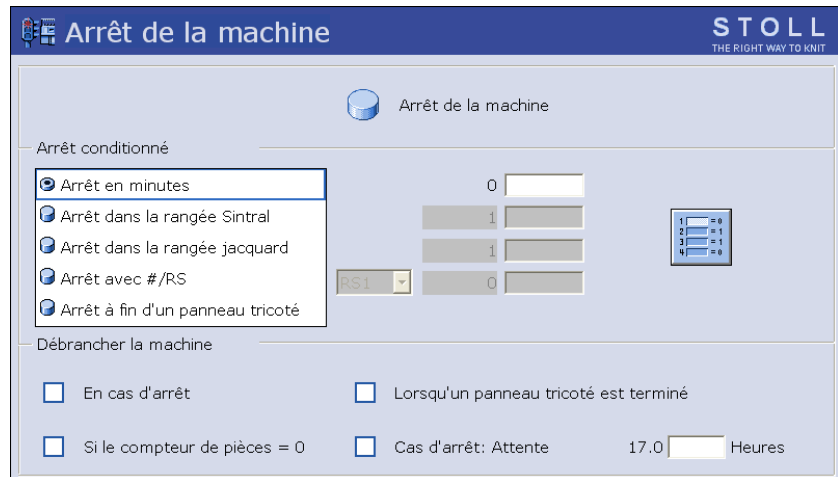 Arrêt de la machine
STOLL
THE RIGHT WAY TO KNIT
Arrêt de la machine
Arrêt conditionné
Arrêt en minutes 0
Arrêt dans la rangée Sintral 1
Arrêt dans la rangée jacquard 1
Arrêt avec #/RS RS1 0
Arrêt à fin d'un panneau tricoté
1 = 0
2 = 1
3 = 1
4 = 0
Débrancher la machine
En cas d'arrêt Lorsqu'un panneau tricoté est terminé
Si le compteur de pièces = 0 Cas d'arrêt: Attente 17.0 Heures